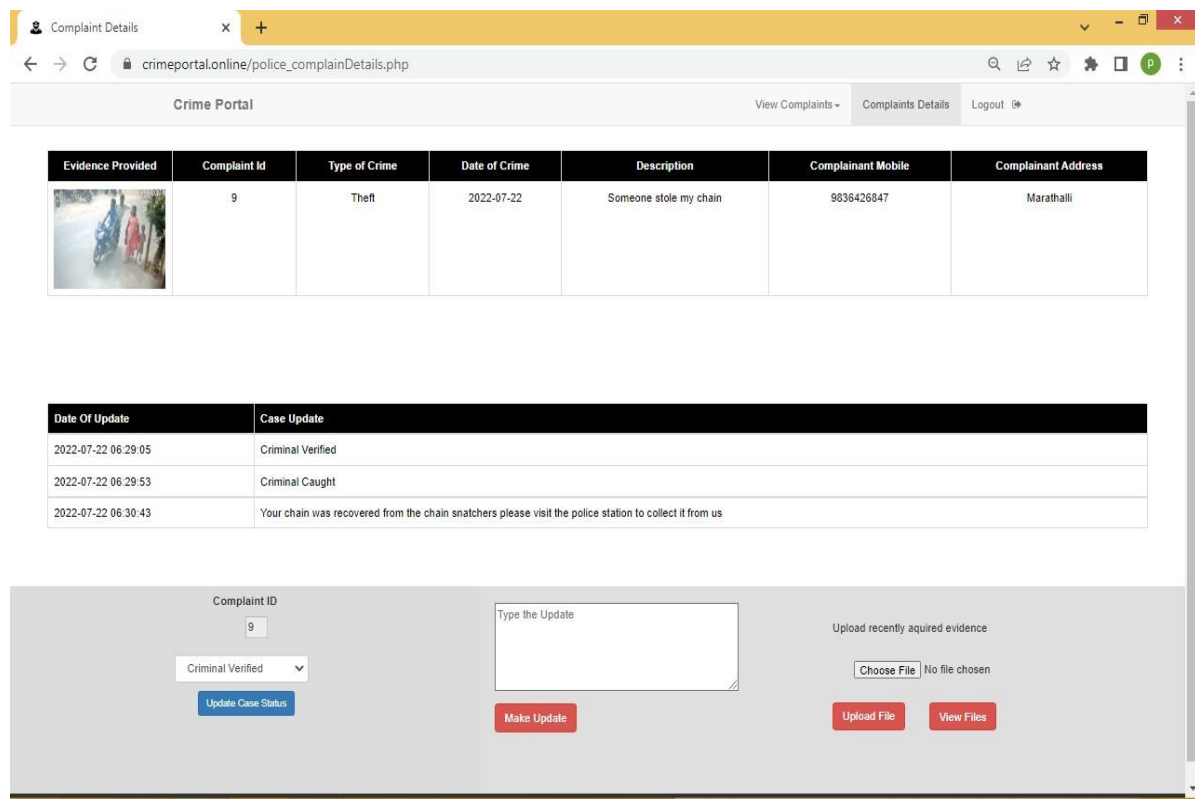 Complaint Details
crimeportal.online/police_complainDetails.php
P
Crime Portal View Complaints Complaints Details Logout
Evidence Provided Complaint Id Type of Crime Date of Crime Description Complainant Mobile Complainant Address
9 Theft 2022-07-22 Someone stole my chain 9836426847 Marathalli
Date Of Update Case Update
2022-07-22 06:29:05 Criminal Verified
2022-07-22 06:29:53 Criminal Caught
2022-07-22 06:30:43 Your chain was recovered from the chain snatchers please visit the police station to collect it from us
Complaint ID
9
Criminal Verified
Update Case Status
Type the Update
Make Update
Upload recently aquired evidence
Choose File No file chosen
Upload File View Files